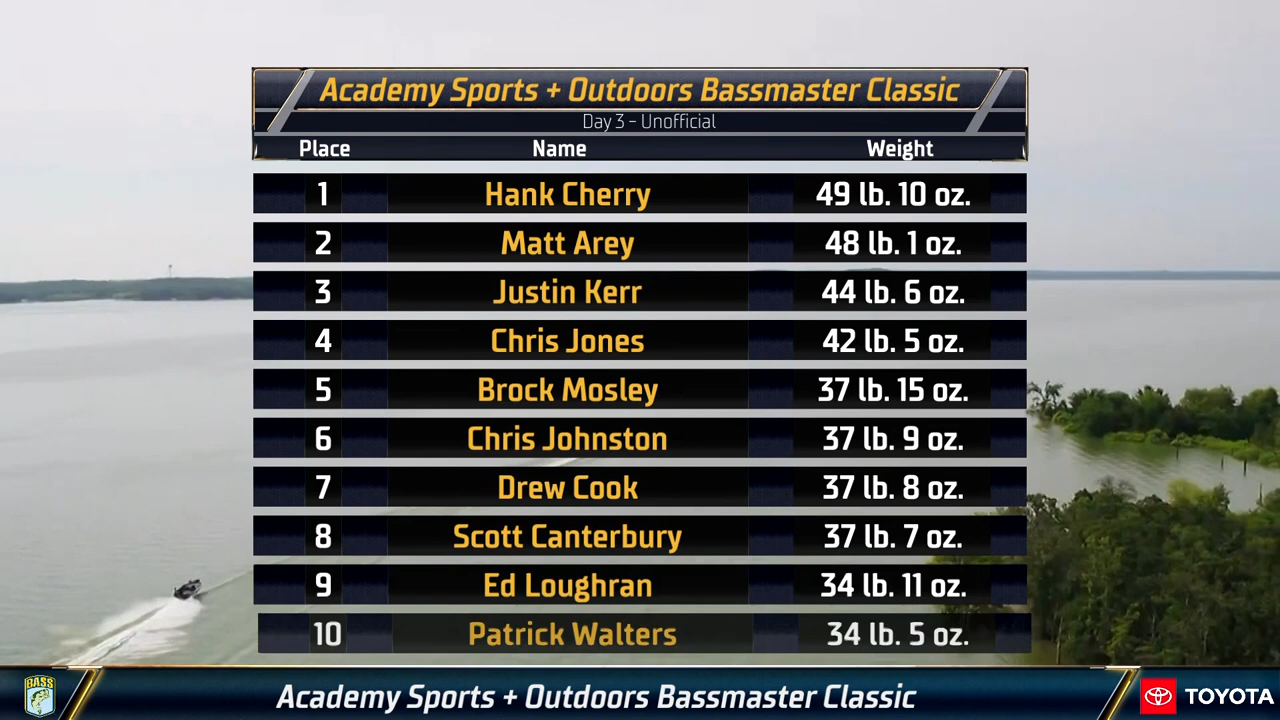 Academy Sports + Outdoors Bassmaster Classic
Day 3 - Unofficial
Place Name Weight
1 Hank Cherry 49 lb. 10 oz.
2 Matt Arey 48 lb. 1 oz.
3 Justin Kerr 44 lb. 6 oz.
4 Chris Jones 42 lb. 5 oz.
5 Brock Mosley 37 lb. 15 oz.
6 Chris Johnston 37 lb. 9 oz.
7 Drew Cook 37 lb. 8 oz.
8 Scott Canterbury 37 lb. 7 oz.
9 Ed Loughran 34 lb. 11 oz.
10 Patrick Walters 34 lb. 5 oz.
BASS Academy Sports + Outdoors Bassmaster Classic TOYOTA